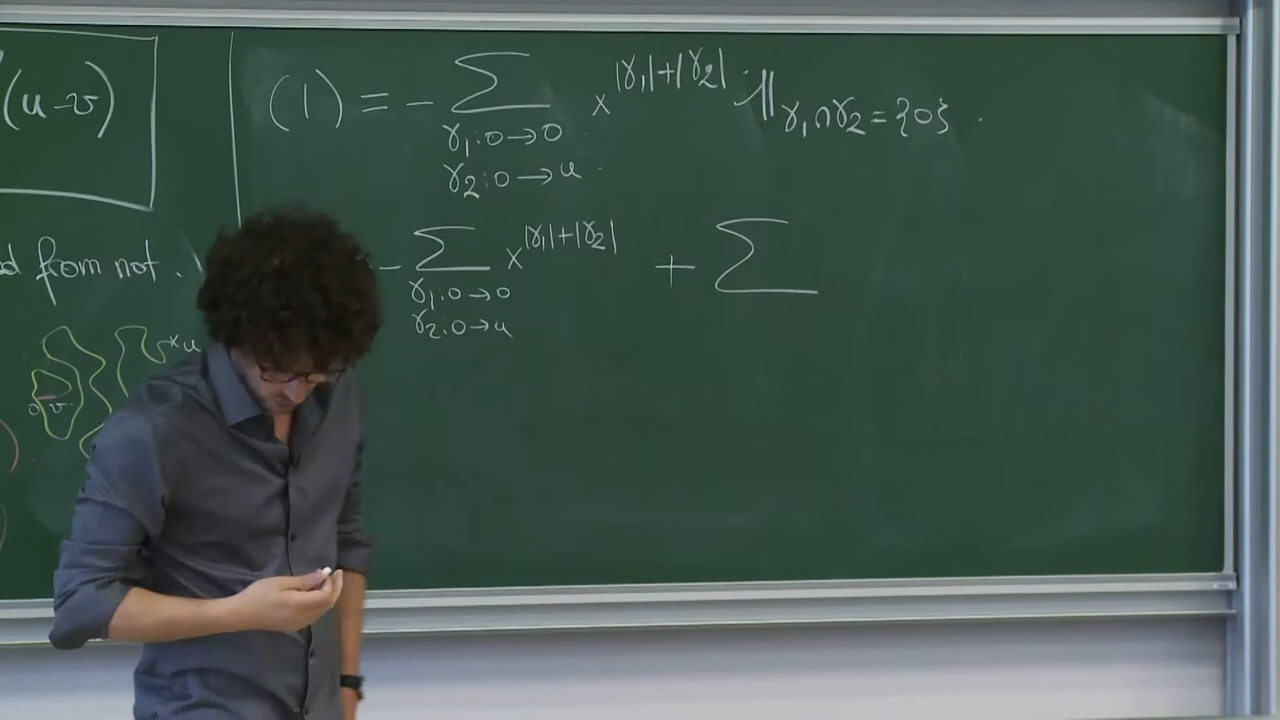 (u-v)
(1) = - ∑ x^{|γ₁|+|γ₂|} 𝟙_{γ₁∩γ₂={0}} .
γ₁:0→0
γ₂:0→u
from not.
- ∑ x^{|γ₁|+|γ₂|} + ∑
γ₁:0→0
γ₂:0→u
×u
0 v